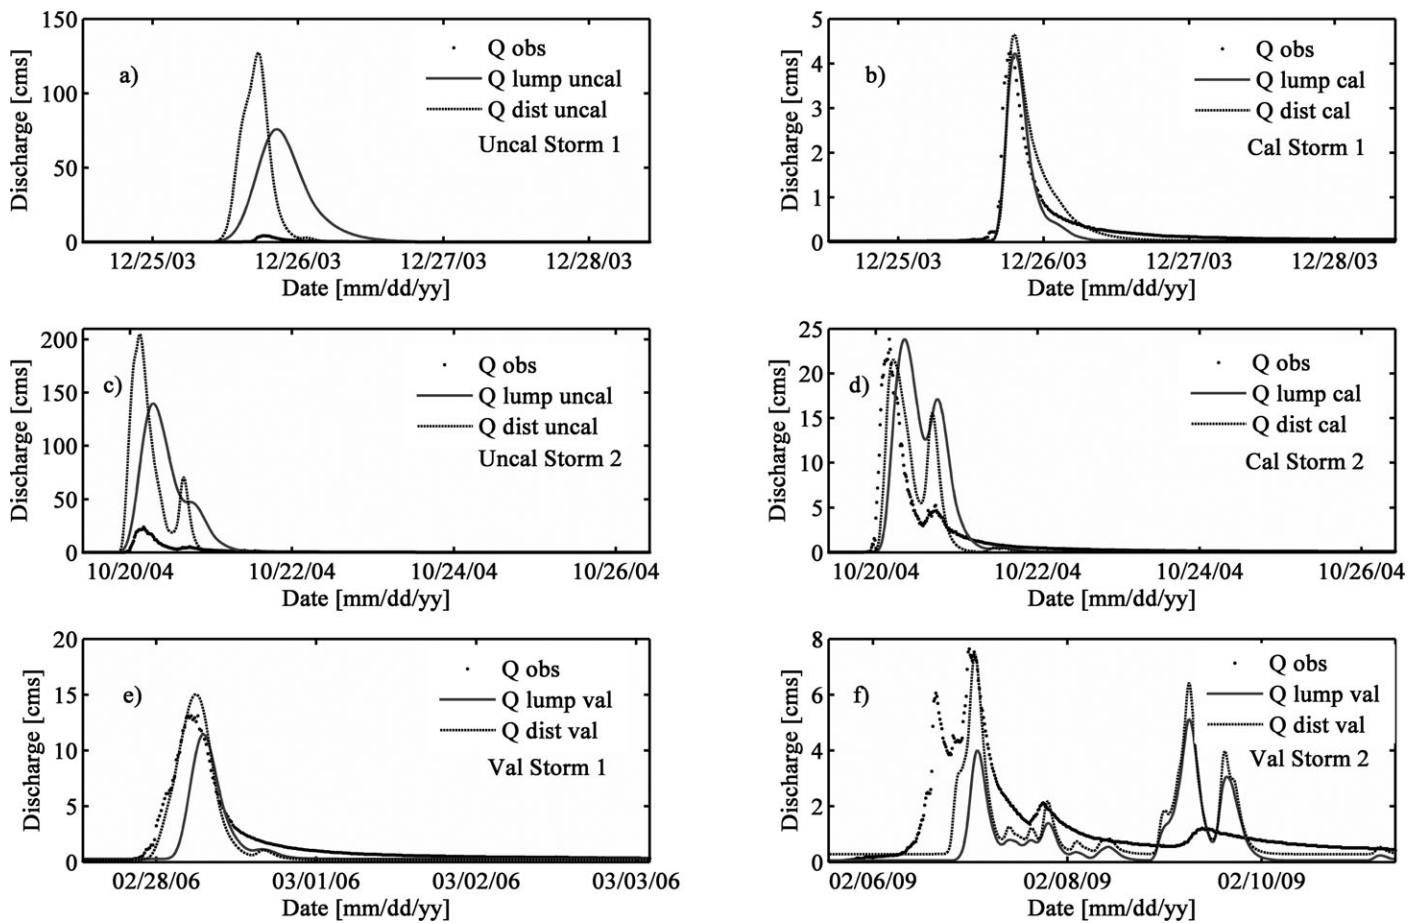 150
100
50
0
Discharge [cms]
a)
Q obs
Q lump uncal
Q dist uncal
Uncal Storm 1
12/25/03 12/26/03 12/27/03 12/28/03
Date [mm/dd/yy]
5
4
3
2
1
0
Discharge [cms]
b)
Q obs
Q lump cal
Q dist cal
Cal Storm 1
12/25/03 12/26/03 12/27/03 12/28/03
Date [mm/dd/yy]
200
150
100
50
0
Discharge [cms]
c)
Q obs
Q lump uncal
Q dist uncal
Uncal Storm 2
10/20/04 10/22/04 10/24/04 10/26/04
Date [mm/dd/yy]
25
20
15
10
5
0
Discharge [cms]
d)
Q obs
Q lump cal
Q dist cal
Cal Storm 2
10/20/04 10/22/04 10/24/04 10/26/04
Date [mm/dd/yy]
20
15
10
5
0
Discharge [cms]
e)
Q obs
Q lump val
Q dist val
Val Storm 1
02/28/06 03/01/06 03/02/06 03/03/06
Date [mm/dd/yy]
8
6
4
2
0
Discharge [cms]
f)
Q obs
Q lump val
Q dist val
Val Storm 2
02/06/09 02/08/09 02/10/09
Date [mm/dd/yy]